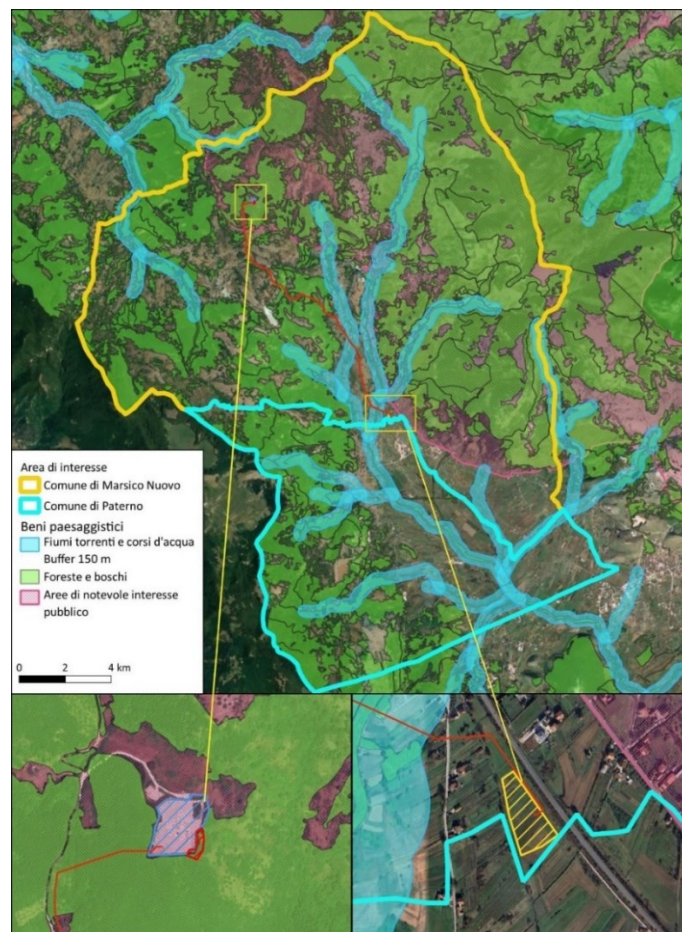 Area di interesse
Comune di Marsico Nuovo
Comune di Paterno
Beni paesaggistici
Fiumi torrenti e corsi d'acqua
Buffer 150 m
Foreste e boschi
Aree di notevole interesse
pubblico
0 2 4 km